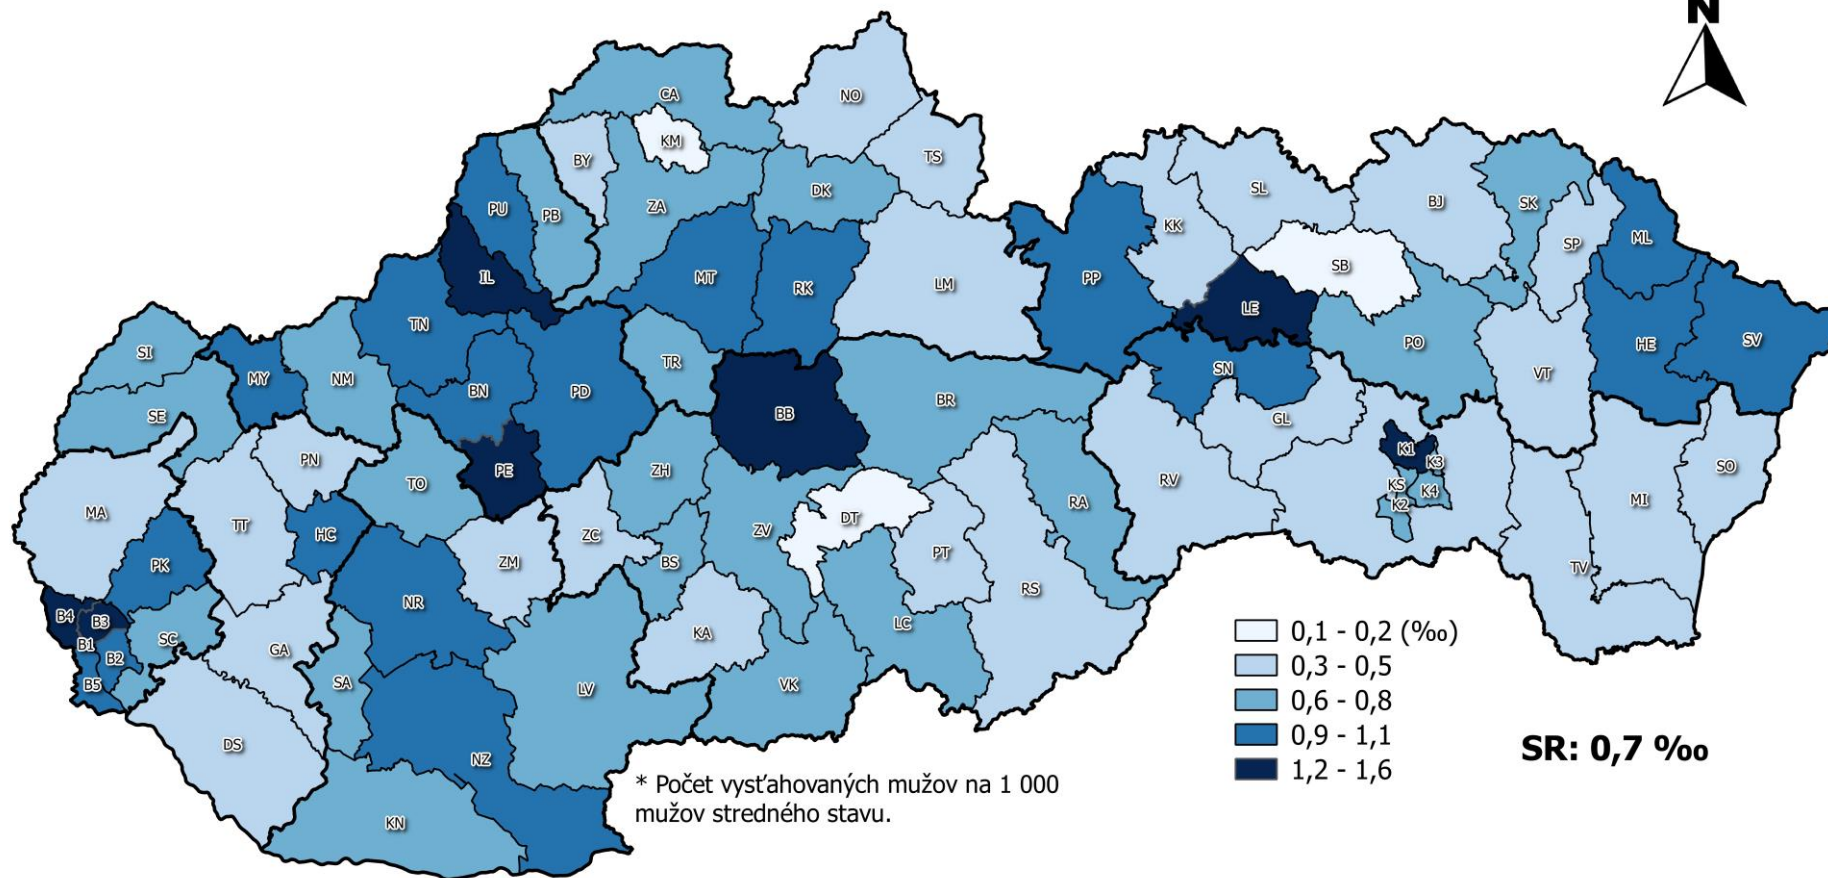 N
CA
NO
KM
BY
TS
PU
PB
ZA
DK
SL
BJ
SK
KK
SP
ML
IL
MT
RK
LM
PP
SB
LE
TN
SI
MY
NM
BN
PD
TR
BB
BR
SN
PO
VT
HE
SV
SE
GL
PN
TO
PE
ZH
K1
K3
SO
MA
TT
HC
ZC
ZV
DT
RA
RV
KS
K4
K2
MI
PK
ZM
BS
PT
TV
B4
B3
NR
RS
B1
B2
SC
GA
KA
LC
B5
SA
LV
VK
DS
NZ
KN
0,1 - 0,2 (‰)
0,3 - 0,5
0,6 - 0,8
0,9 - 1,1
1,2 - 1,6
SR: 0,7 ‰
* Počet vysťahovaných mužov na 1 000
mužov stredného stavu.